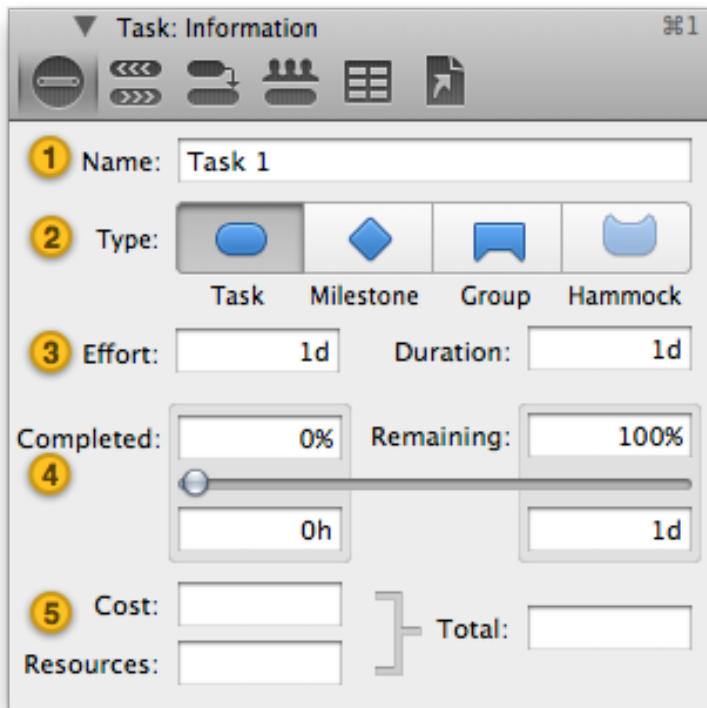 Task: Information ⌘1
1 Name: Task 1
2 Type:
Task Milestone Group Hammock
3 Effort: 1d Duration: 1d
Completed: 0% Remaining: 100%
4
0h 1d
5 Cost:
Total:
Resources: